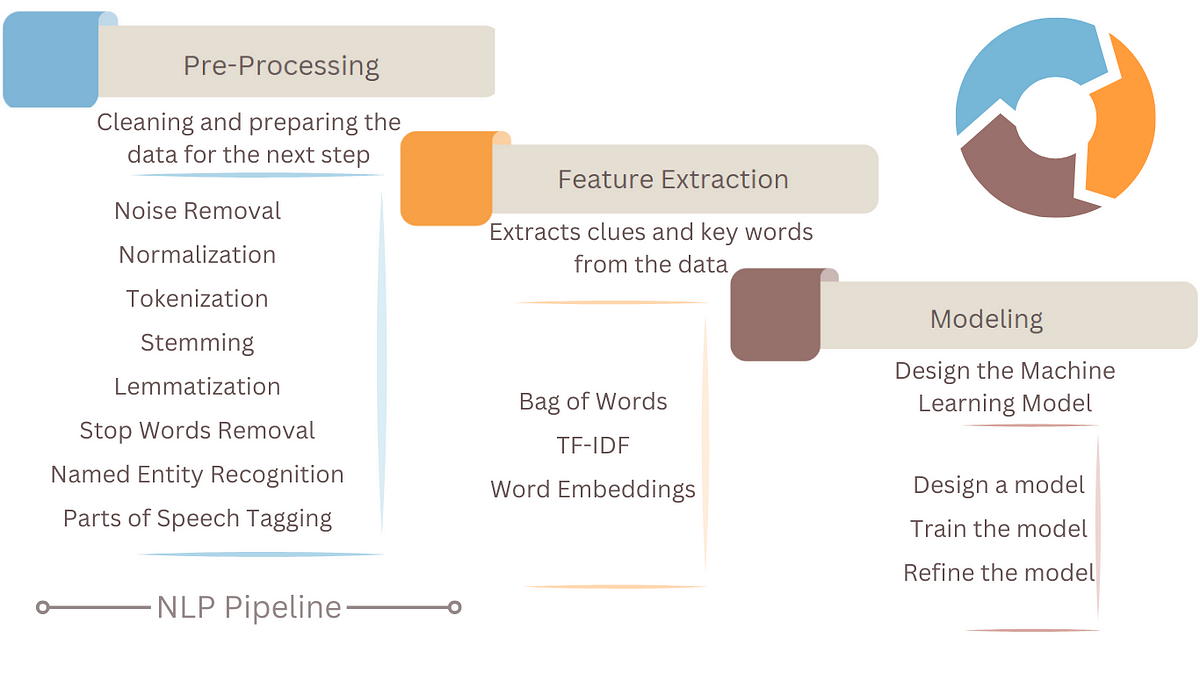 Pre-Processing
Cleaning and preparing the
data for the next step
Noise Removal
Normalization
Tokenization
Stemming
Lemmatization
Stop Words Removal
Named Entity Recognition
Parts of Speech Tagging
Feature Extraction
Extracts clues and key words
from the data
Bag of Words
TF-IDF
Word Embeddings
Modeling
Design the Machine
Learning Model
Design a model
Train the model
Refine the model
NLP Pipeline